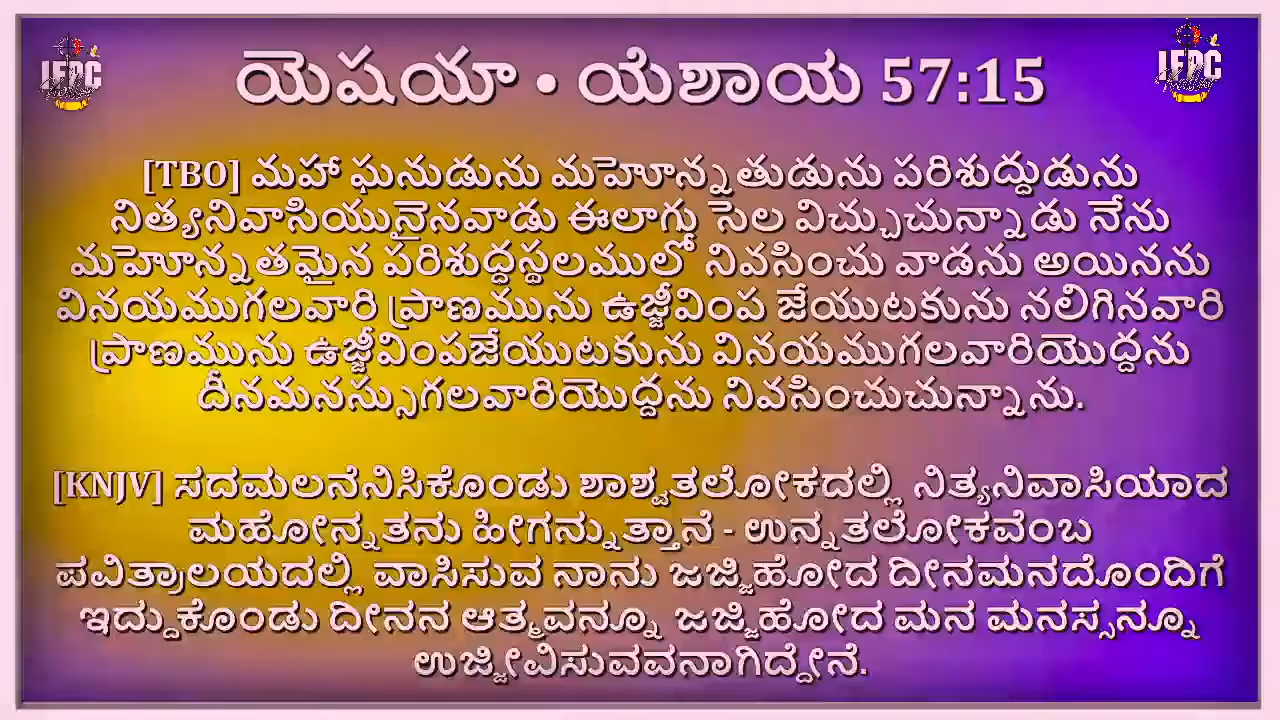 IFPC
యెషయా • ಯೆಶಾಯ 57:15
IFPC
[TBO] మహా ఘనుడును మహోన్నతుడును పరిశుద్ధుడును
నిత్యనివాసియునైనవాడు ఈలాగు సెల విచ్చుచున్నాడు నేను
మహోన్నతమైన పరిశుద్ధస్థలములో నివసించు వాడను అయినను
వినయముగలవారి ప్రాణమును ఉజ్జీవింప జేయుటకును నలిగినవారి
ప్రాణమును ఉజ్జీవింపజేయుటకును వినయముగలవారియొద్దను
దీనమనస్సుగలవారియొద్దను నివసించుచున్నాను.
[KNJV] ಸದಮಲನೆನಿಸಿಕೊಂಡು ಶಾಶ್ವತಲೋಕದಲ್ಲಿ ನಿತ್ಯನಿವಾಸಿಯಾದ
ಮಹೋನ್ನತನು ಹೀಗನ್ನುತ್ತಾನೆ - ಉನ್ನತಲೋಕವೆಂಬ
ಪವಿತ್ರಾಲಯದಲ್ಲಿ ವಾಸಿಸುವ ನಾನು ಜಜ್ಜಿಹೋದ ದೀನಮನದೊಂದಿಗೆ
ಇದ್ದುಕೊಂಡು ದೀನನ ಆತ್ಮವನ್ನೂ ಜಜ್ಜಿಹೋದ ಮನ ಮನಸ್ಸನ್ನೂ
ಉಜ್ಜೀವಿಸುವವನಾಗಿದ್ದೇನೆ.